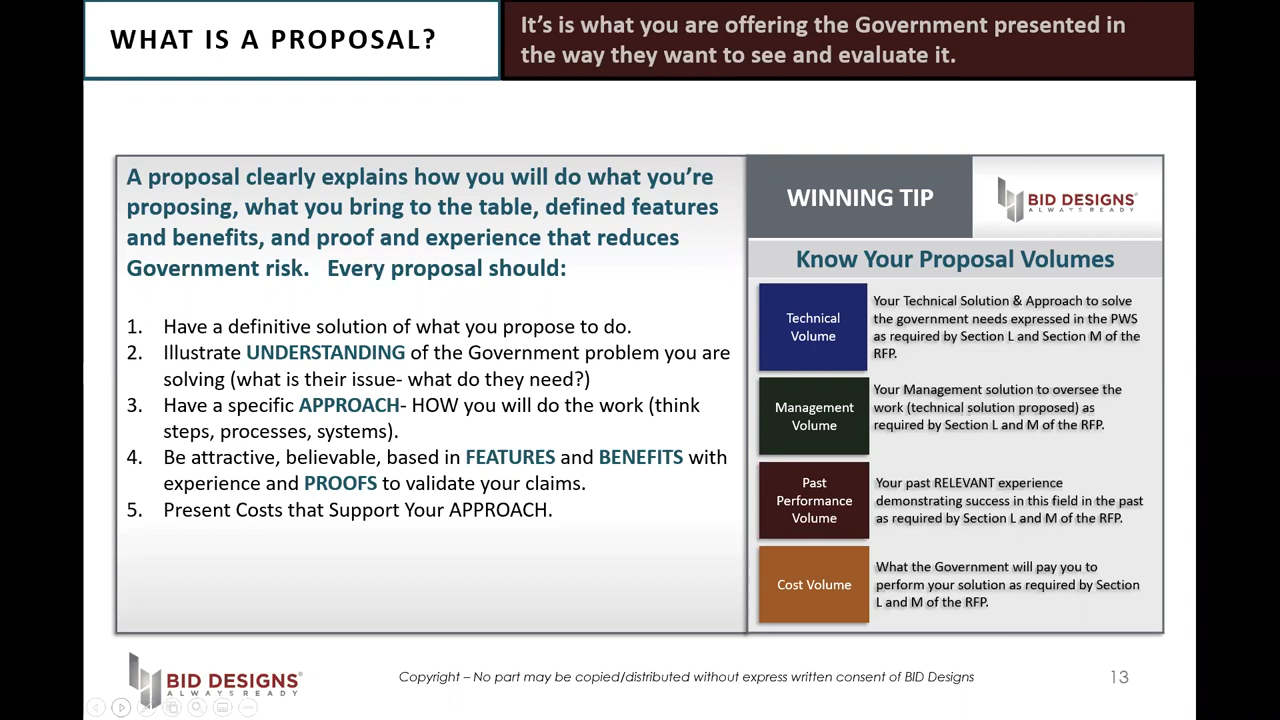 WHAT IS A PROPOSAL?
It's is what you are offering the Government presented in
the way they want to see and evaluate it.
A proposal clearly explains how you will do what you're
proposing, what you bring to the table, defined features
and benefits, and proof and experience that reduces
Government risk. Every proposal should:
1. Have a definitive solution of what you propose to do.
2. Illustrate UNDERSTANDING of the Government problem you are
solving (what is their issue- what do they need?)
3. Have a specific APPROACH- HOW you will do the work (think
steps, processes, systems).
4. Be attractive, believable, based in FEATURES and BENEFITS with
experience and PROOFS to validate your claims.
5. Present Costs that Support Your APPROACH.
WINNING TIP
BID DESIGNS®
ALWAYS READY
Know Your Proposal Volumes
Technical
Volume
Your Technical Solution & Approach to solve
the government needs expressed in the PWS
as required by Section L and Section M of the
RFP.
Management
Volume
Your Management solution to oversee the
work (technical solution proposed) as
required by Section L and M of the RFP.
Past
Performance
Volume
Your past RELEVANT experience
demonstrating success in this field in the past
as required by Section L and M of the RFP.
Cost Volume
What the Government will pay you to
perform your solution as required by Section
L and M of the RFP.
BID DESIGNS®
ALWAYS READY
Copyright – No part may be copied/distributed without express written consent of BID Designs
13